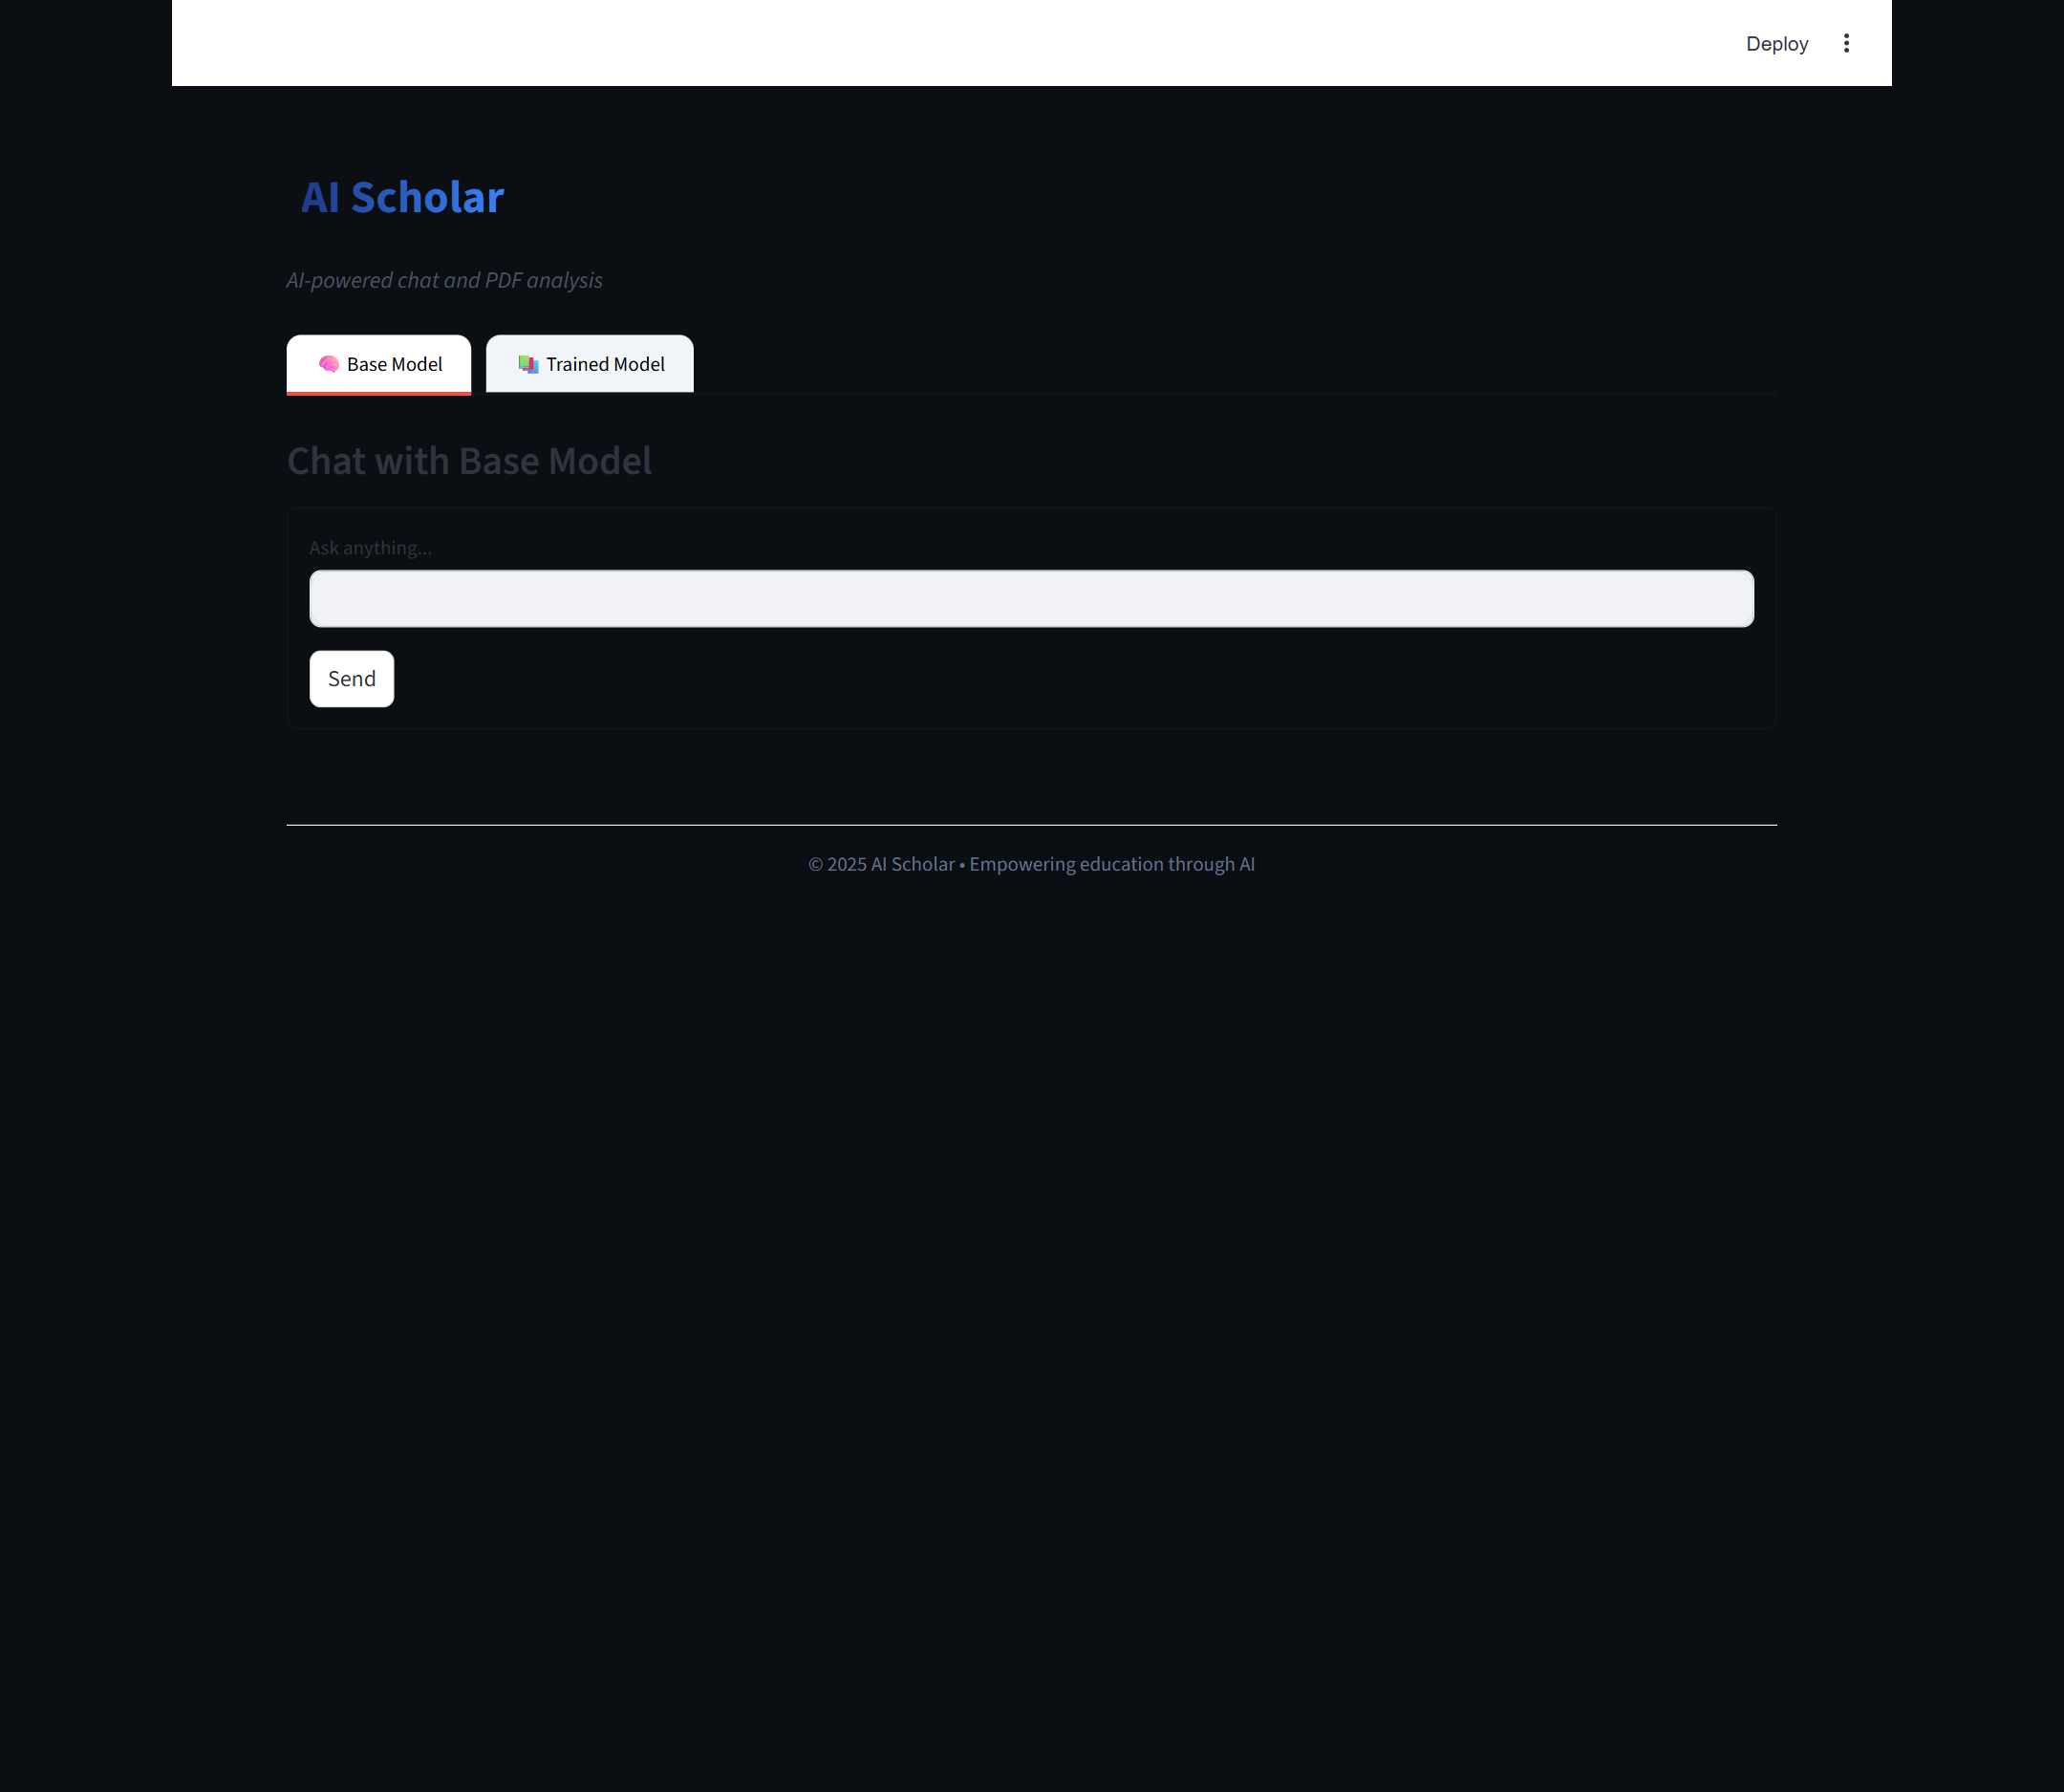 Deploy
AI Scholar
AI-powered chat and PDF analysis
Base Model
Trained Model
Chat with Base Model
Ask anything...
Send
© 2025 AI Scholar • Empowering education through AI